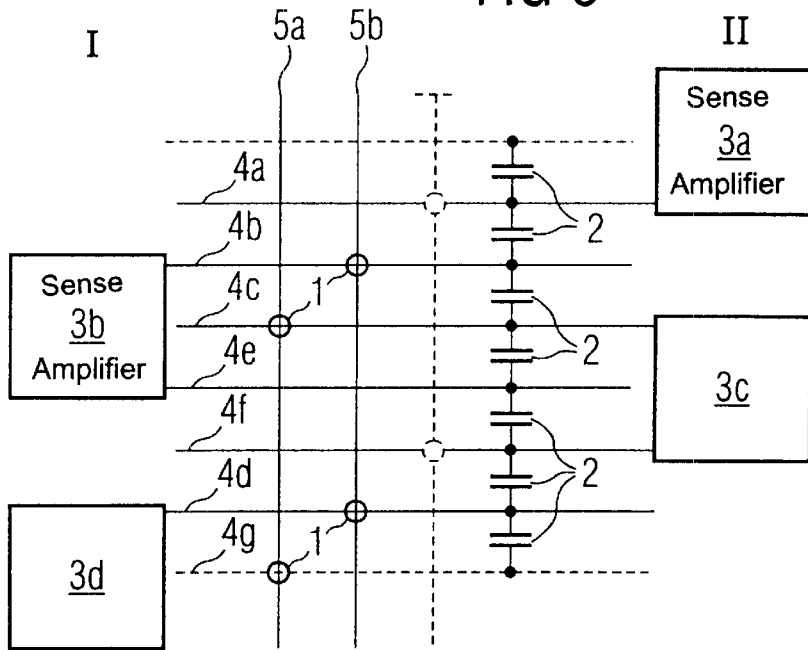 5a 5b
I II
Sense
3a
Amplifier
4a
2
4b
Sense
3b
Amplifier
4c
1
2
4e
3c
4f
2
4d
1
4g
3d